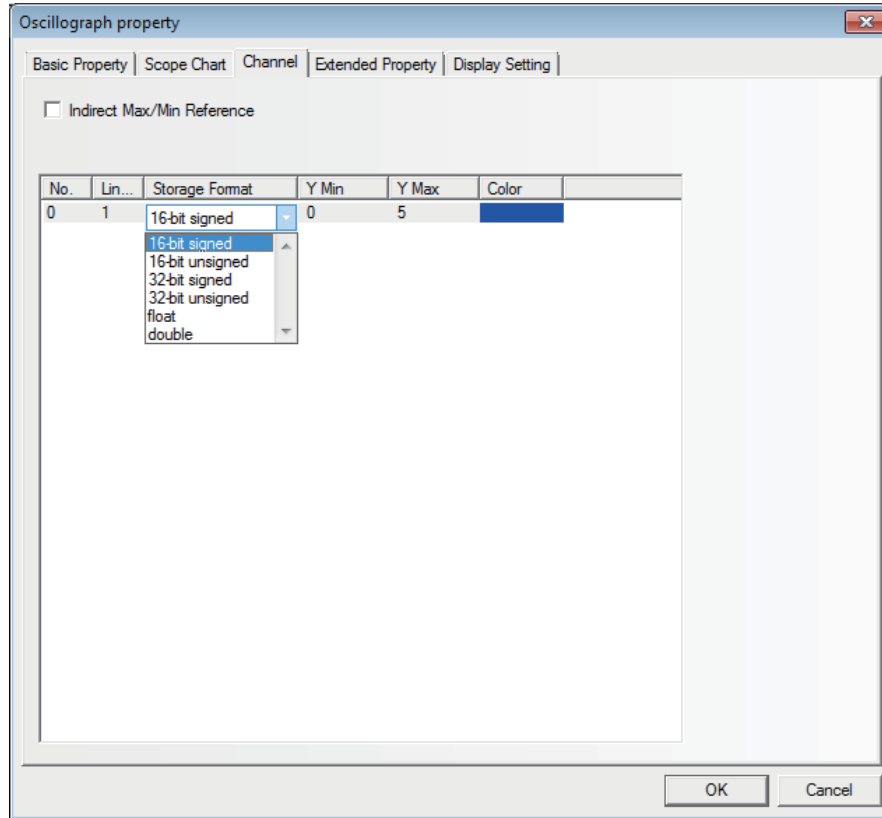 Oscillograph property
Basic Property Scope Chart Channel Extended Property Display Setting
Indirect Max/Min Reference
No. Lin... Storage Format Y Min Y Max Color
0 1 16-bit signed 0 5
16-bit signed
16-bit unsigned
32-bit signed
32-bit unsigned
float
double
OK Cancel